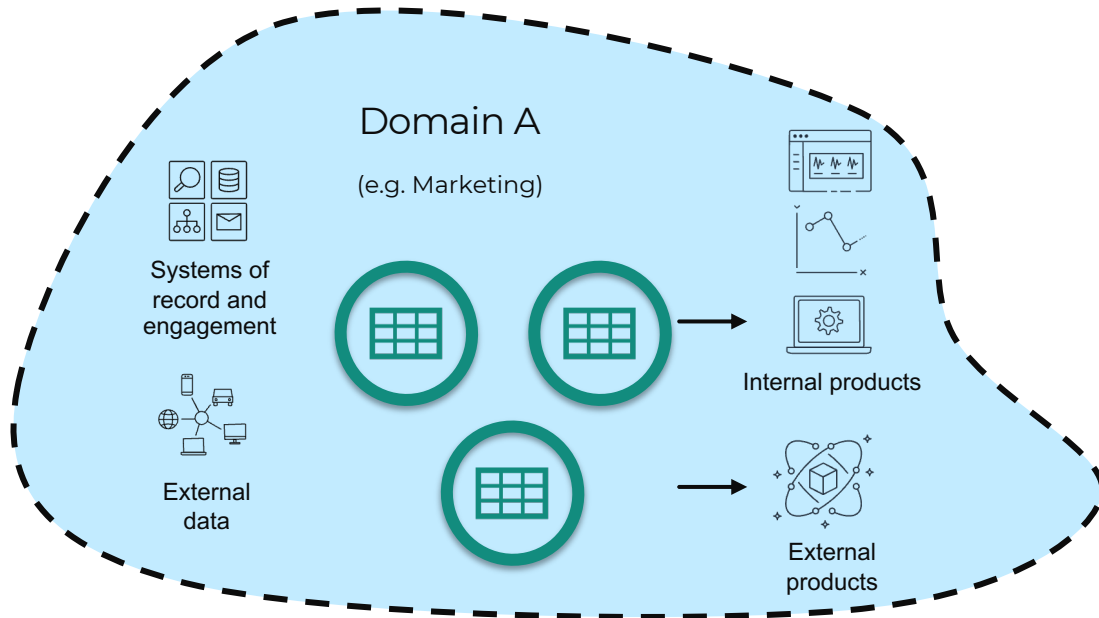 Domain A
(e.g. Marketing)
Systems of
record and
engagement
External
data
Internal products
External
products